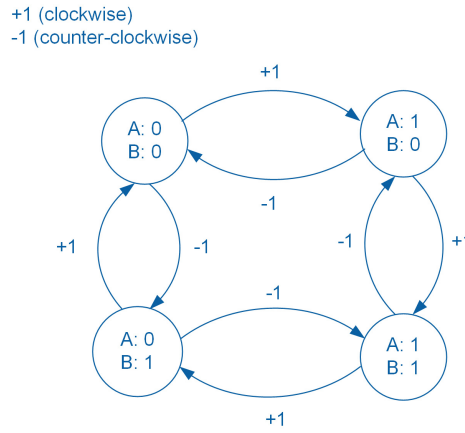 +1 (clockwise)
-1 (counter-clockwise)
+1
A: 0
B: 0
A: 1
B: 0
-1
+1
-1
-1
-1
A: 0
B: 1
A: 1
B: 1
+1